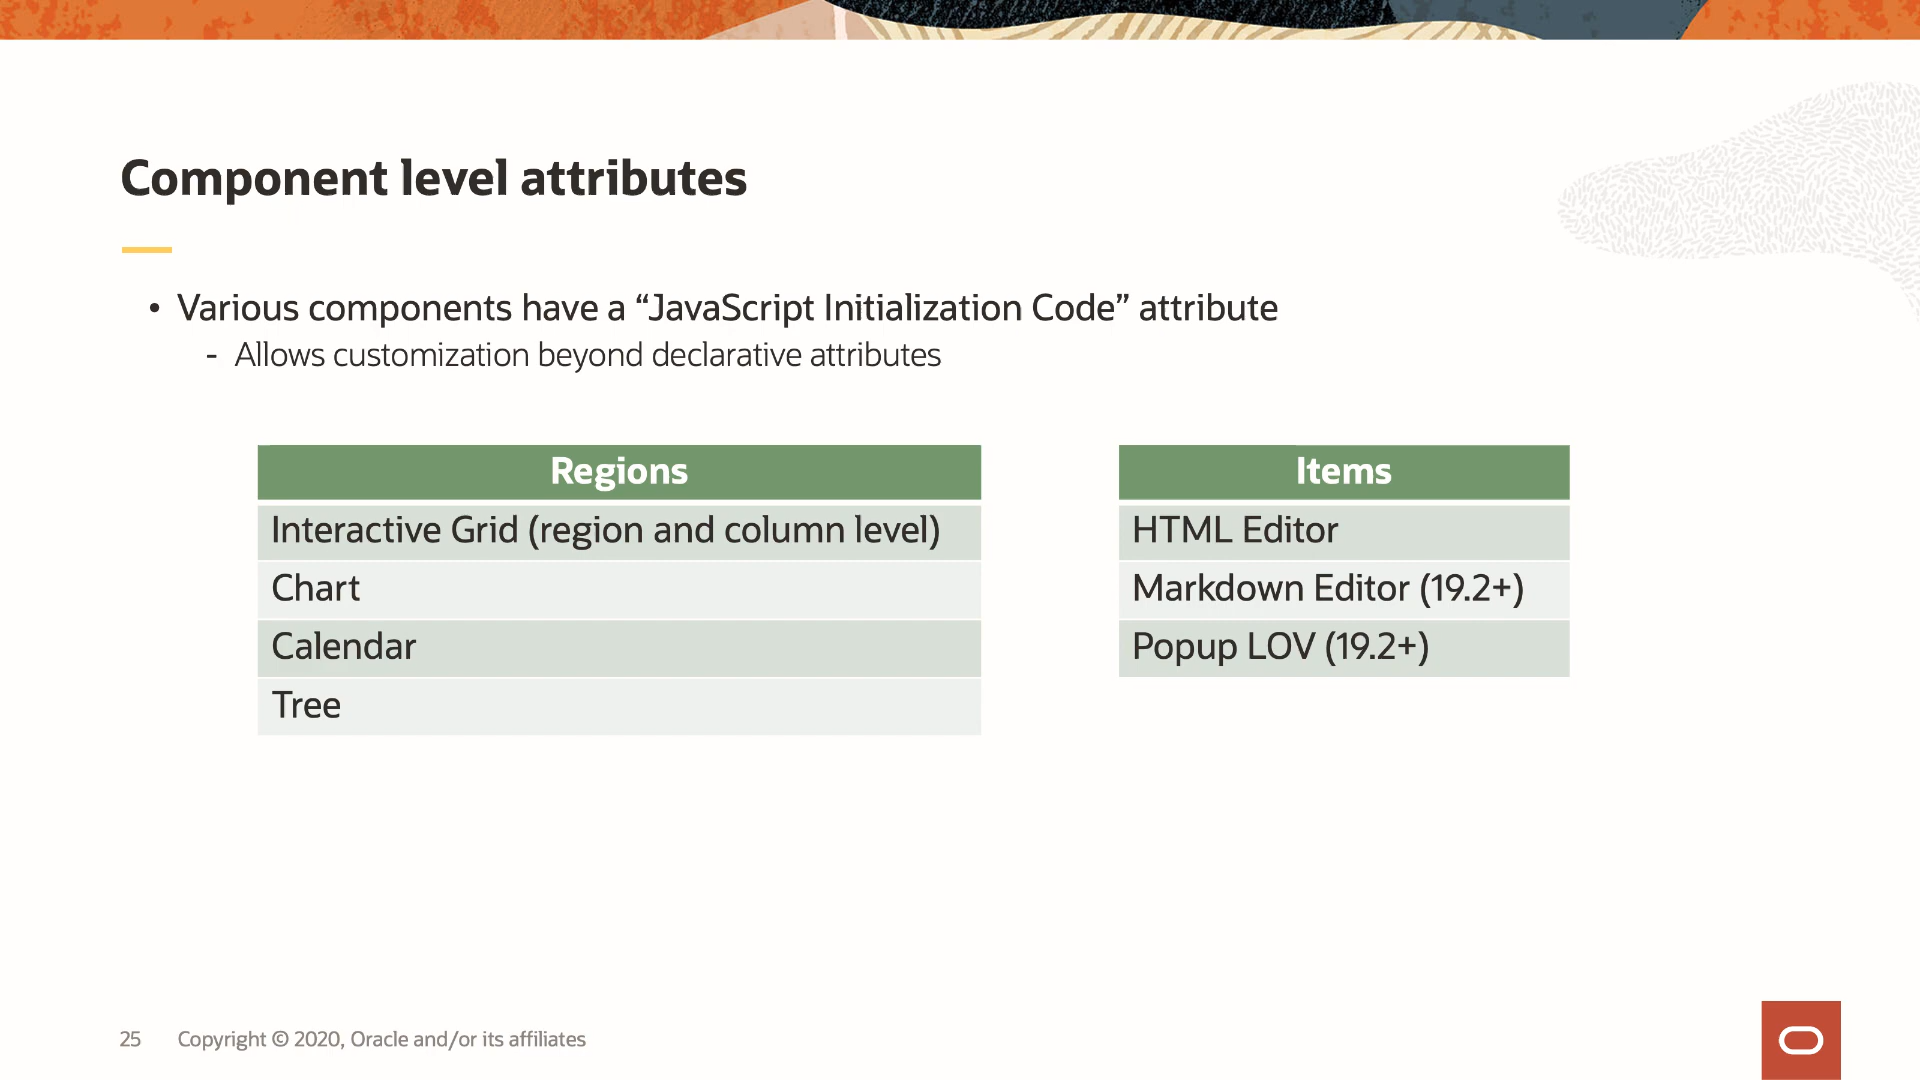 Component level attributes
• Various components have a “JavaScript Initialization Code” attribute
- Allows customization beyond declarative attributes
Regions
Interactive Grid (region and column level)
Chart
Calendar
Tree
Items
HTML Editor
Markdown Editor (19.2+)
Popup LOV (19.2+)
25 Copyright © 2020, Oracle and/or its affiliates